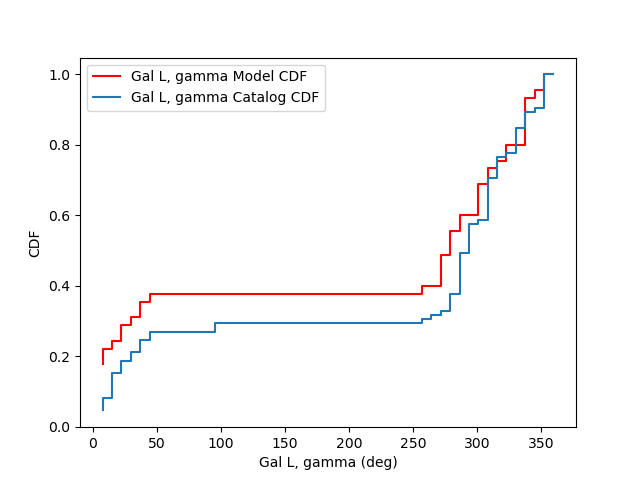 Gal L, gamma Model CDF
Gal L, gamma Catalog CDF
1.0
0.8
0.6
0.4
0.2
0.0
CDF
0 50 100 150 200 250 300 350
Gal L, gamma (deg)